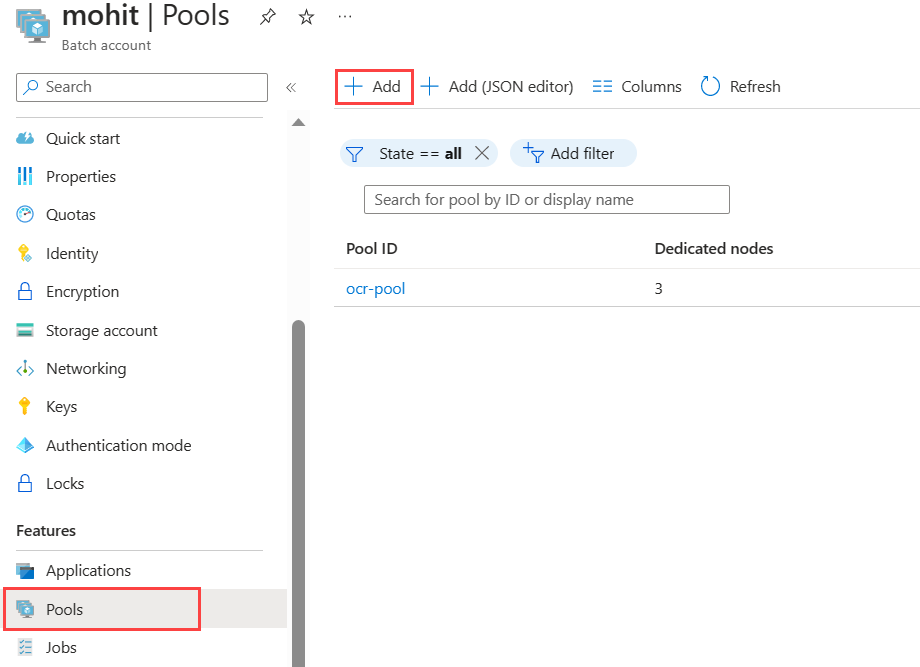 mohit | Pools
Batch account
Search
Quick start
Properties
Quotas
Identity
Encryption
Storage account
Networking
Keys
Authentication mode
Locks
Features
Applications
Pools
Jobs
Add Add (JSON editor) Columns Refresh
State == all Add filter
Search for pool by ID or display name
Pool ID Dedicated nodes
ocr-pool 3